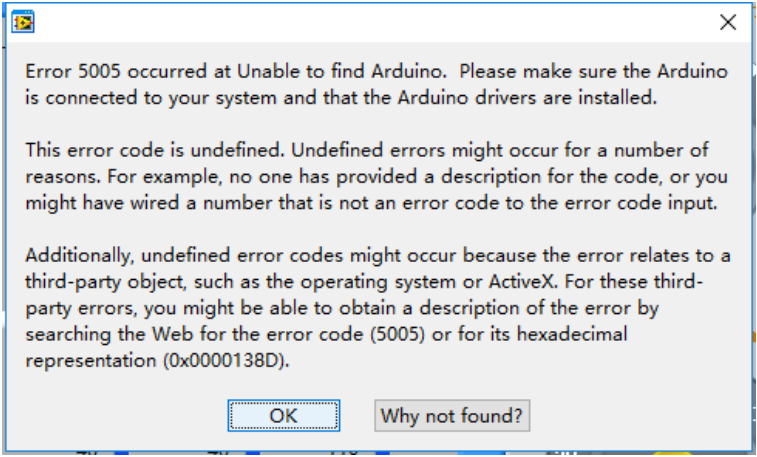 Error 5005 occurred at Unable to find Arduino.  Please make sure the Arduino
is connected to your system and that the Arduino drivers are installed.
This error code is undefined. Undefined errors might occur for a number of
reasons. For example, no one has provided a description for the code, or you
might have wired a number that is not an error code to the error code input.
Additionally, undefined error codes might occur because the error relates to a
third-party object, such as the operating system or ActiveX. For these third-
party errors, you might be able to obtain a description of the error by
searching the Web for the error code (5005) or for its hexadecimal
representation (0x0000138D).
OK
Why not found?